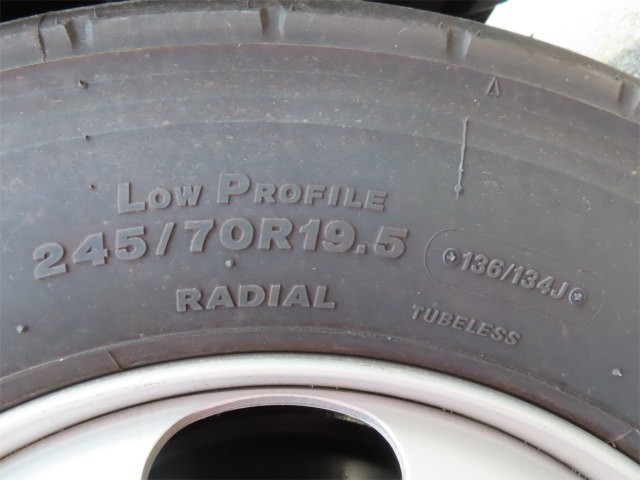 Low Profile
245/70R19.5
136/134J
RADIAL
TUBELESS